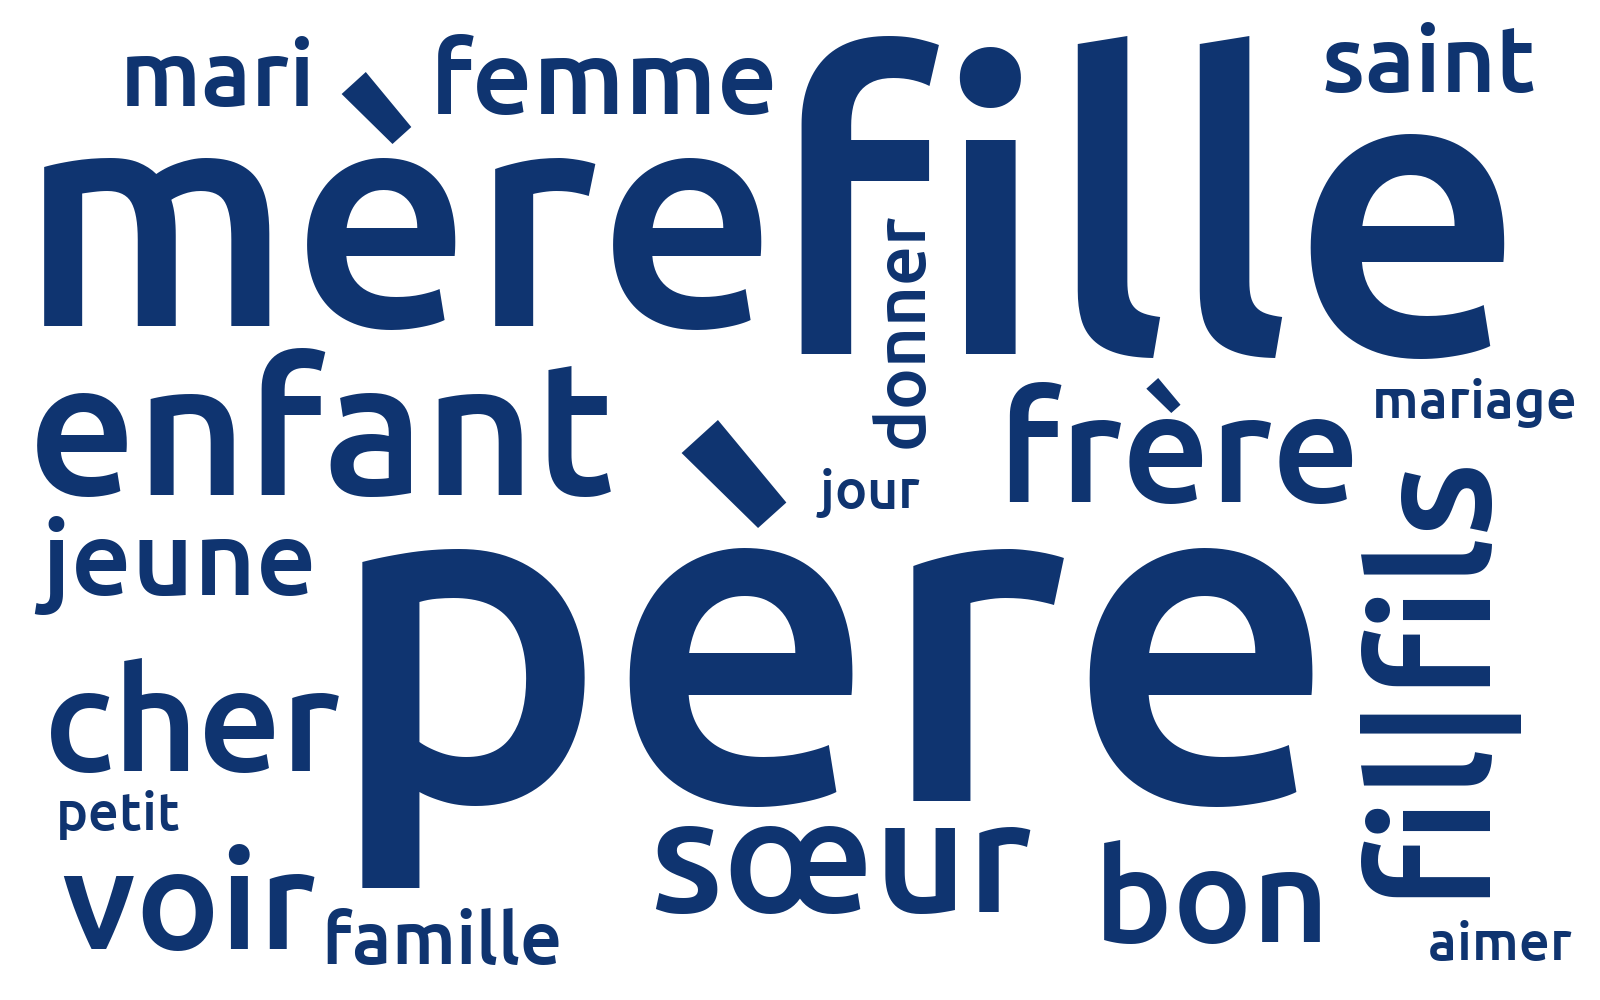 mari
femme
saint
mère
fille
donner
enfant
frère
mariage
jour
jeune
père
fil|fils
cher
petit
voir
sœur
bon
famille
aimer